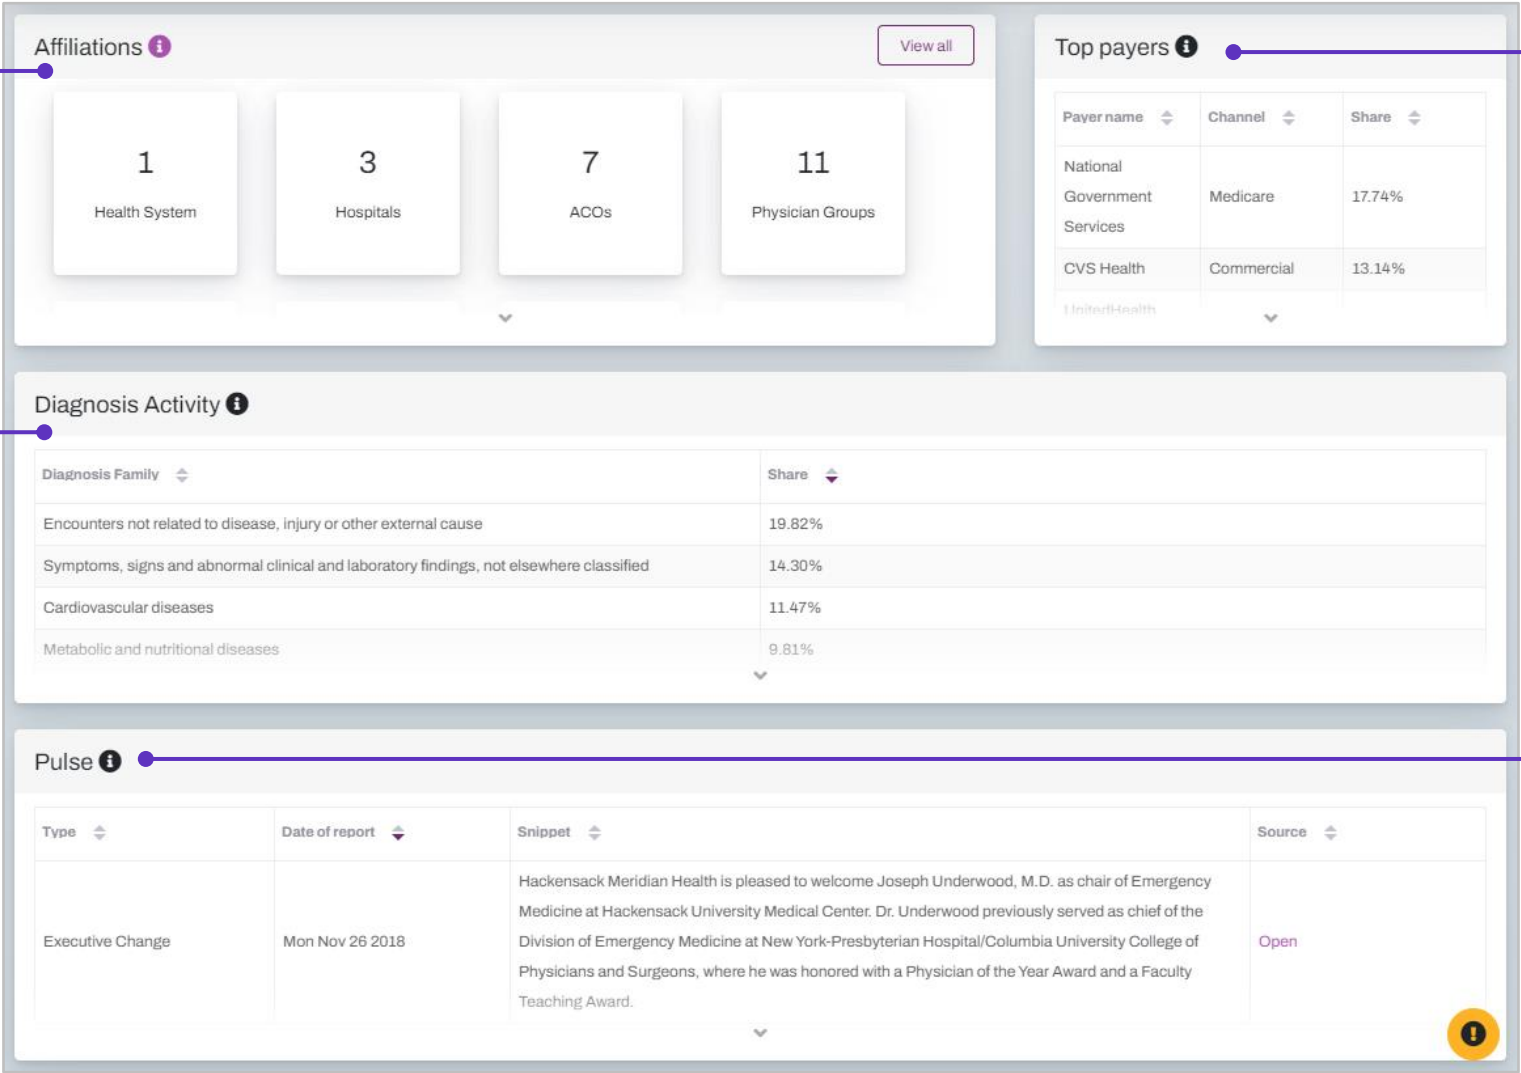 Affiliations
View all
1
Health System
3
Hospitals
7
ACOs
11
Physician Groups
Top payers
Payer name Channel Share
National
Government
Services
Medicare 17.74%
CVS Health Commercial 13.14%
UnitedHealth
Diagnosis Activity
Diagnosis Family Share
Encounters not related to disease, injury or other external cause 19.82%
Symptoms, signs and abnormal clinical and laboratory findings, not elsewhere classified 14.30%
Cardiovascular diseases 11.47%
Metabolic and nutritional diseases 9.81%
Pulse
Type Date of report Snippet Source
Executive Change Mon Nov 26 2018
Hackensack Meridian Health is pleased to welcome Joseph Underwood, M.D. as chair of Emergency
Medicine at Hackensack University Medical Center. Dr. Underwood previously served as chief of the
Division of Emergency Medicine at New York-Presbyterian Hospital/Columbia University College of
Physicians and Surgeons, where he was honored with a Physician of the Year Award and a Faculty
Teaching Award.
Open